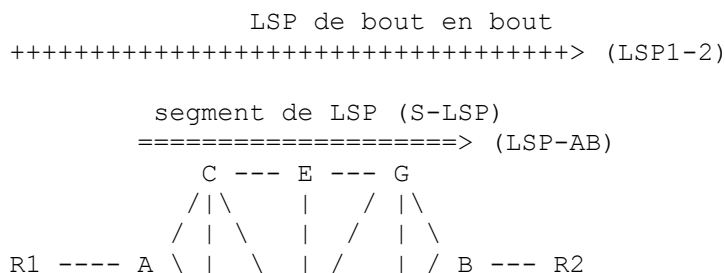 LSP de bout en bout
+++++++++++++++++++++++++++++++++++> (LSP1-2)
segment de LSP (S-LSP)
====================> (LSP-AB)
C --- E --- G
/|\ | / |\
/ | \ | / | \
R1 ---- A \ | \ | / | / B --- R2